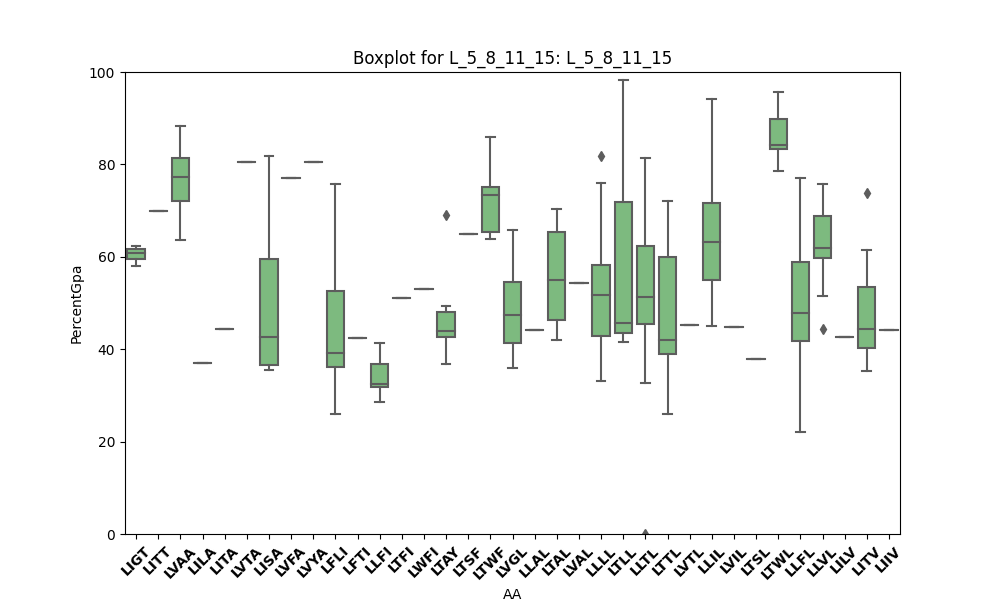 Boxplot for L_5_8_11_15: L_5_8_11_15
100
80
60
40
20
0
PercentGpa
LIGT LITT LVAA LILA LITA LVTA LISA LVFA LVYA LFLI LFTI LLFI LTFI LWFI LTAY LTSF LTWF LVGL LLAL LTAL LVAL LLLL LTLL LLTL LTTL LVTL LLIL LVIL LTSL LTWL LLFL LLVL LILV LITV LIIV
AA